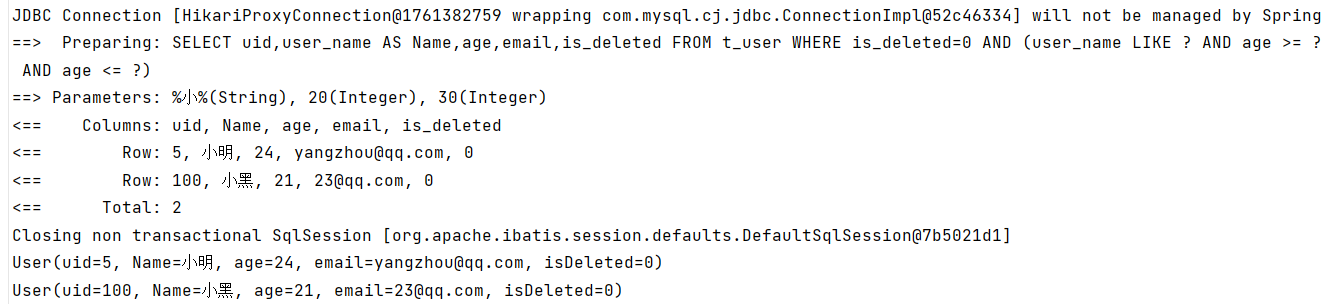 JDBC Connection [HikariProxyConnection@1761382759 wrapping com.mysql.cj.jdbc.ConnectionImpl@52c46334] will not be managed by Spring
==>  Preparing: SELECT uid,user_name AS Name,age,email,is_deleted FROM t_user WHERE is_deleted=0 AND (user_name LIKE ? AND age >= ?
 AND age <= ?)
==> Parameters: %小%(String), 20(Integer), 30(Integer)
<==    Columns: uid, Name, age, email, is_deleted
<==        Row: 5, 小明, 24, yangzhou@qq.com, 0
<==        Row: 100, 小黑, 21, 23@qq.com, 0
<==      Total: 2
Closing non transactional SqlSession [org.apache.ibatis.session.defaults.DefaultSqlSession@7b5021d1]
User(uid=5, Name=小明, age=24, email=yangzhou@qq.com, isDeleted=0)
User(uid=100, Name=小黑, age=21, email=23@qq.com, isDeleted=0)